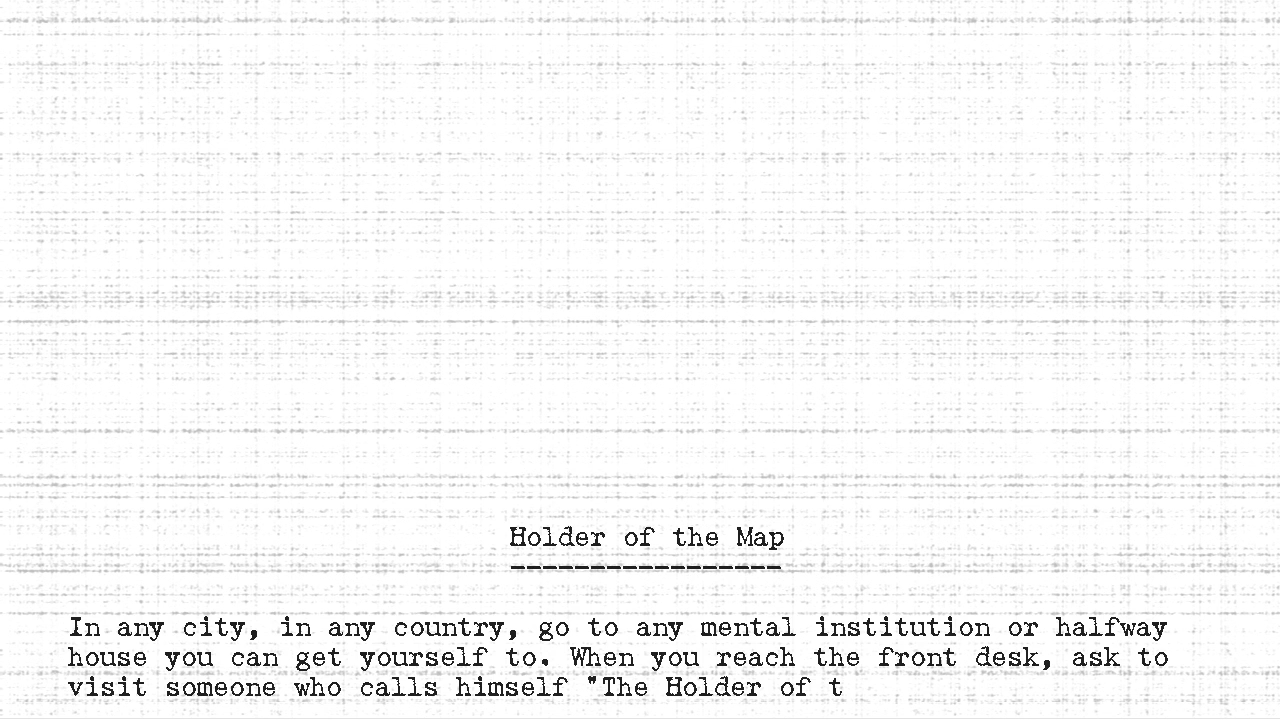 Holder of the Map
-----------------
In any city, in any country, go to any mental institution or halfway
house you can get yourself to. When you reach the front desk, ask to
visit someone who calls himself "The Holder of t